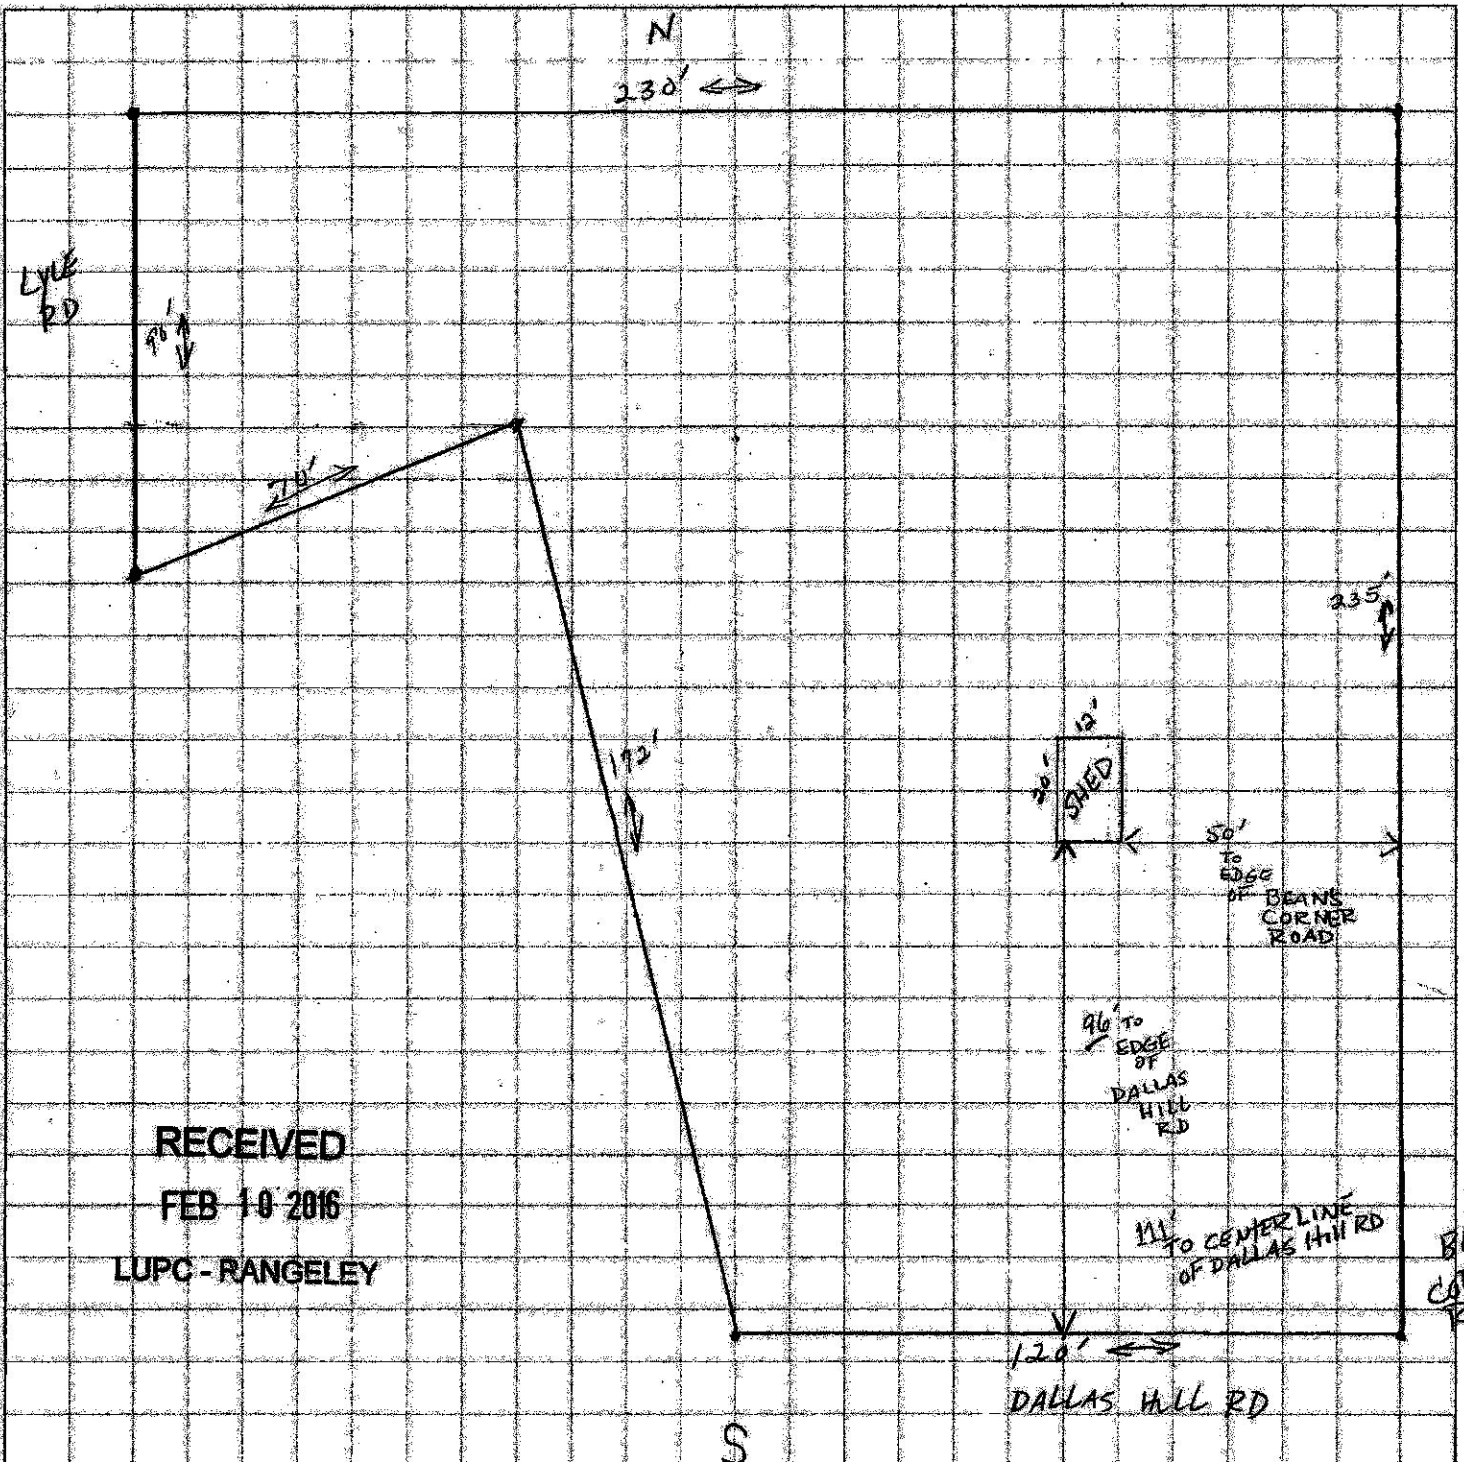 N
230'
LYLE
RD
90'
70'
235'
12'
20'
SHED
172'
50'
TO
EDGE
OF BEANS
CORNER
ROAD
96' TO
EDGE
OF
DALLAS
HILL
RD
RECEIVED
FEB 10 2016
LUPC - RANGELEY
111'
TO CENTERLINE
OF DALLAS HILL RD
120'
DALLAS HILL RD
S